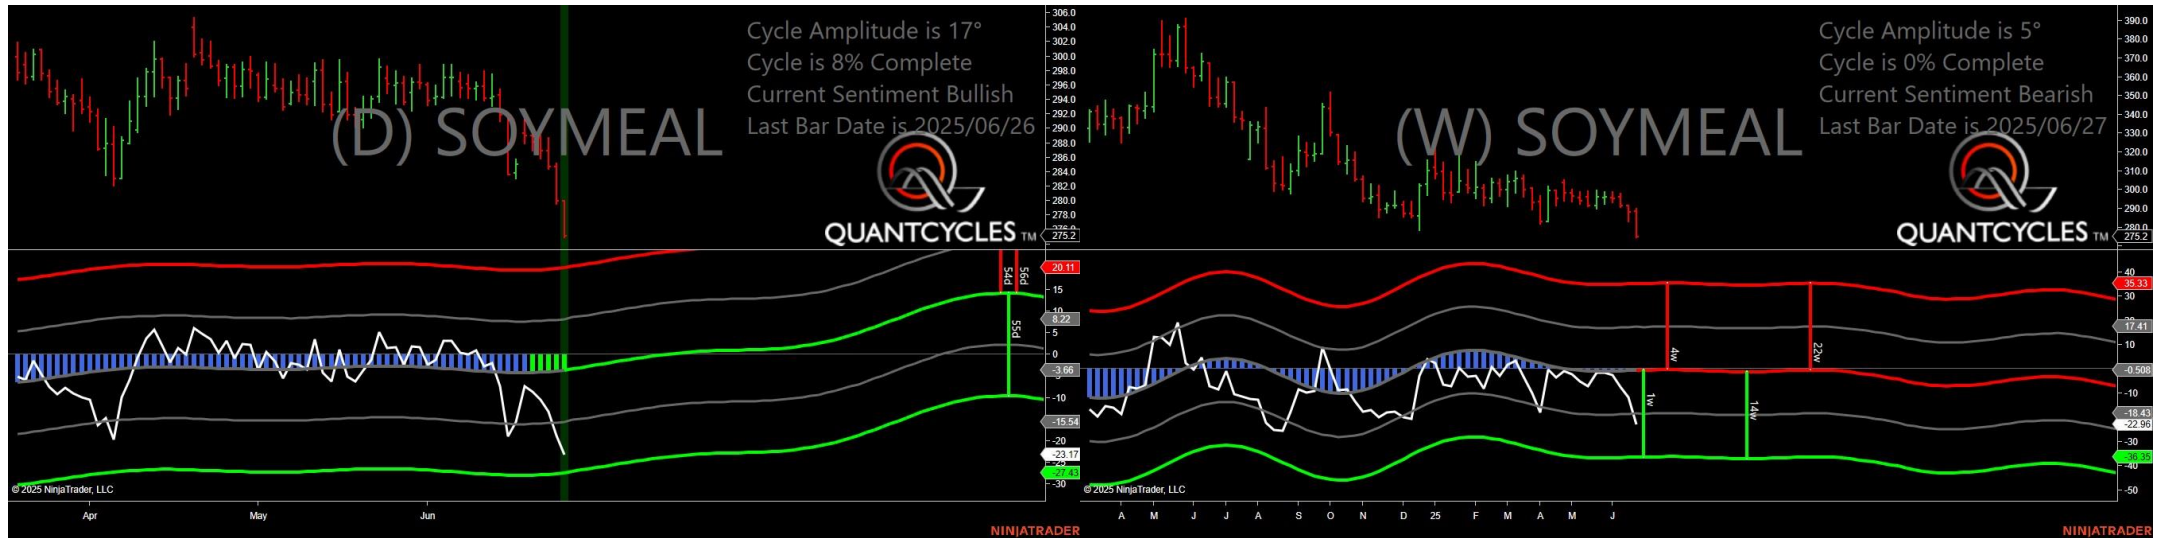 Cycle Amplitude is 17°
Cycle is 8% Complete
Current Sentiment Bullish
Last Bar Date is 2025/06/26
(D) SOYMEAL
QUANTCYCLES TM
306.0
304.0
302.0
300.0
298.0
296.0
294.0
292.0
290.0
288.0
286.0
284.0
282.0
280.0
278.0
275.2
54d
56d
55d
20.11
15
10
8.22
5
0
-3.66
-10
-15.54
-20
-23.17
-27.43
-30
© 2025 NinjaTrader, LLC
Apr
May
Jun
NINJATRADER
Cycle Amplitude is 5°
Cycle is 0% Complete
Current Sentiment Bearish
Last Bar Date is 2025/06/27
(W) SOYMEAL
QUANTCYCLES TM
390.0
380.0
370.0
360.0
350.0
340.0
330.0
320.0
310.0
300.0
290.0
275.2
4w
22w
1w
14w
40
35.33
30
17.41
10
-0.508
-10
-18.43
-22.96
-30
-36.35
-40
-50
© 2025 NinjaTrader, LLC
A
M
J
J
A
S
O
N
D
25
F
M
A
M
J
NINJATRADER